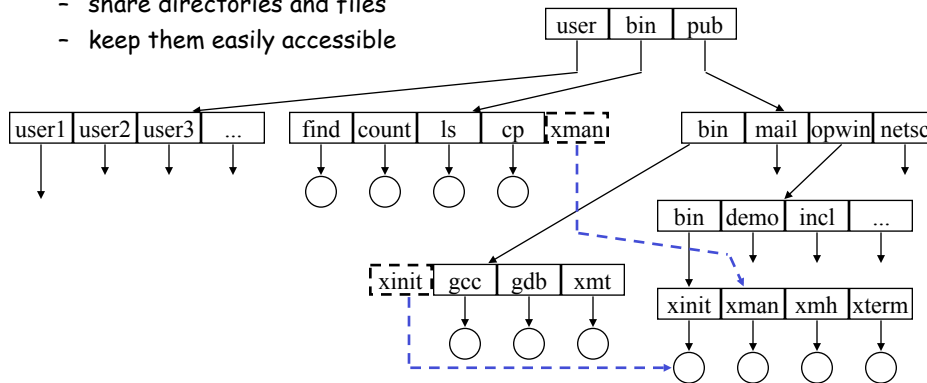 - share directories and files
- keep them easily accessible
user bin pub
user1 user2 user3 ... find count ls cp xman bin mail opwin netsc
bin demo incl ...
xinit gcc gdb xmt
xinit xman xmh xterm